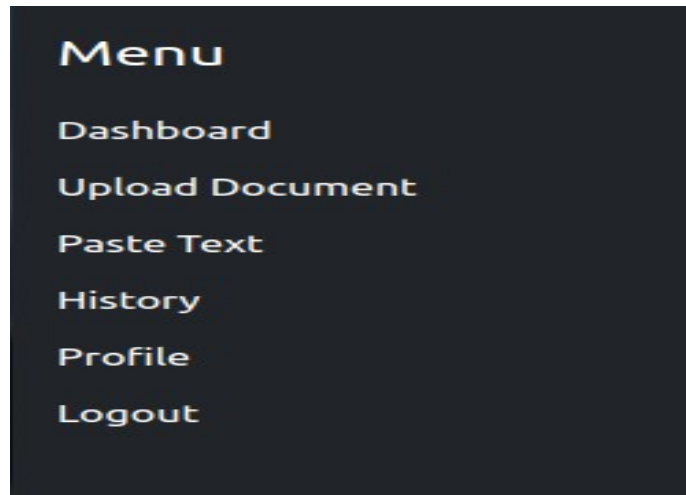 Menu
Dashboard
Upload Document
Paste Text
History
Profile
Logout